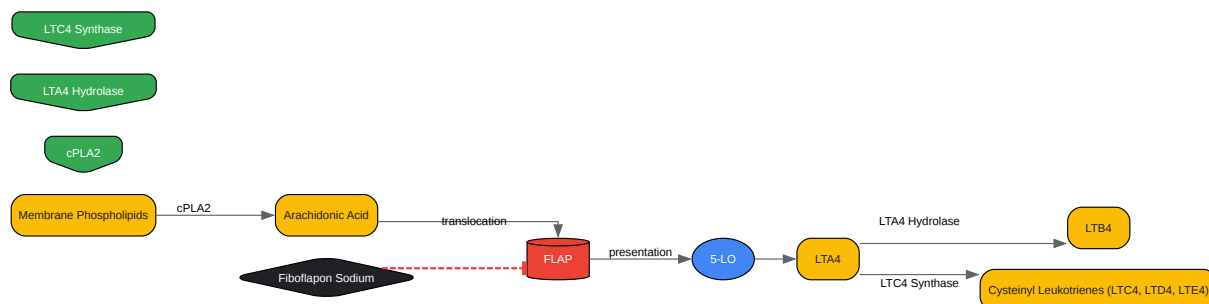 LTC4 Synthase
LTA4 Hydrolase
cPLA2
Membrane Phospholipids
cPLA2
Arachidonic Acid
translocation
FLAP
Fiboflapon Sodium
presentation
5-LO
LTA4
LTA4 Hydrolase
LTB4
LTC4 Synthase
Cysteinyl Leukotrienes (LTC4, LTD4, LTE4)